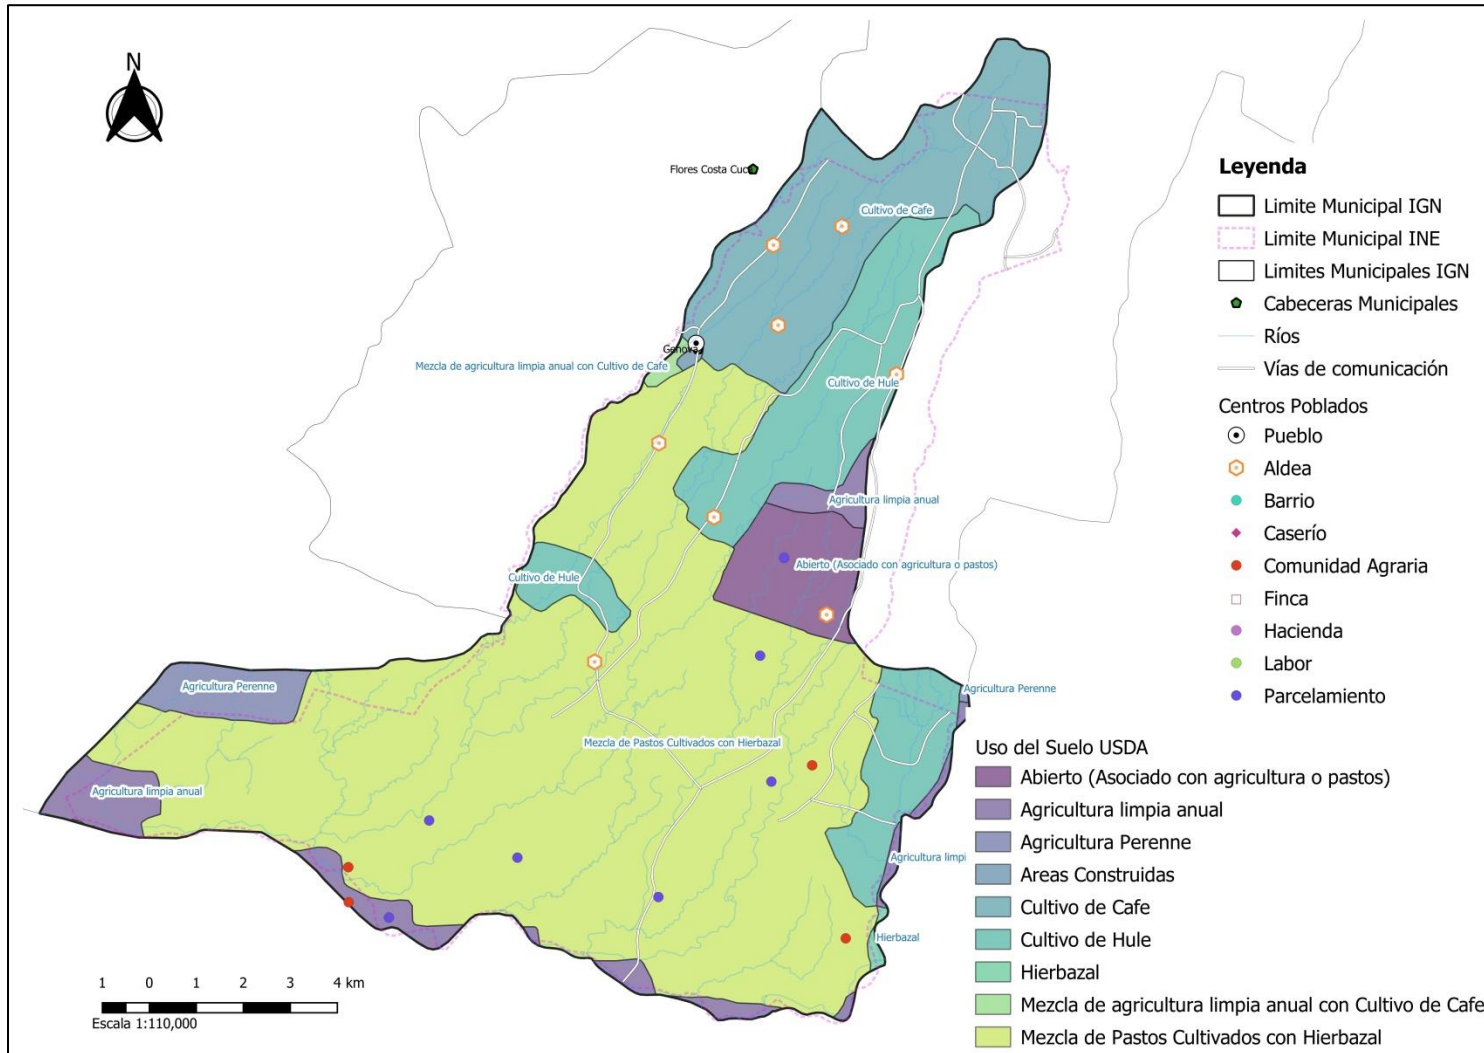 N
Flores Costa Cuca
Cultivo de Cafe
Genova
Mezcla de agricultura limpia anual con Cultivo de Cafe
Cultivo de Hule
Agricultura limpia anual
Abierto (Asociado con agricultura o pastos)
Cultivo de Hule
Agricultura Perenne
Agricultura Perenne
Mezcla de Pastos Cultivados con Hierbazal
Agricultura limpia anual
Agricultura limpi
Hierbazal
1 0 1 2 3 4 km
Escala 1:110,000
Leyenda
Limite Municipal IGN
Limite Municipal INE
Limites Municipales IGN
Cabeceras Municipales
Ríos
Vías de comunicación
Centros Poblados
Pueblo
Aldea
Barrio
Caserío
Comunidad Agraria
Finca
Hacienda
Labor
Parcelamiento
Uso del Suelo USDA
Abierto (Asociado con agricultura o pastos)
Agricultura limpia anual
Agricultura Perenne
Areas Construidas
Cultivo de Cafe
Cultivo de Hule
Hierbazal
Mezcla de agricultura limpia anual con Cultivo de Cafe
Mezcla de Pastos Cultivados con Hierbazal